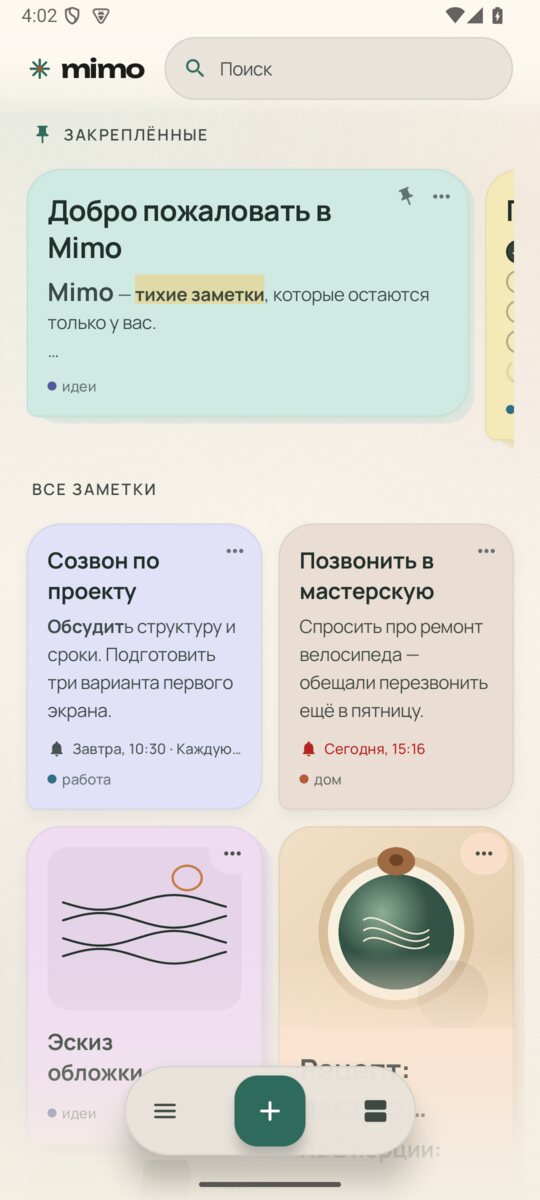 4:02
mimo
Поиск
ЗАКРЕПЛЁННЫЕ
Добро пожаловать в
Mimo
Mimo — тихие заметки, которые остаются
только у вас.
...
идеи
ВСЕ ЗАМЕТКИ
Созвон по
проекту
Обсудить структуру и
сроки. Подготовить
три варианта первого
экрана.
Завтра, 10:30 · Каждую...
работа
Позвонить в
мастерскую
Спросить про ремонт
велосипеда —
обещали перезвонить
ещё в пятницу.
Сегодня, 15:16
дом
Эскиз
обложки
идеи
Рецепт:
порции: